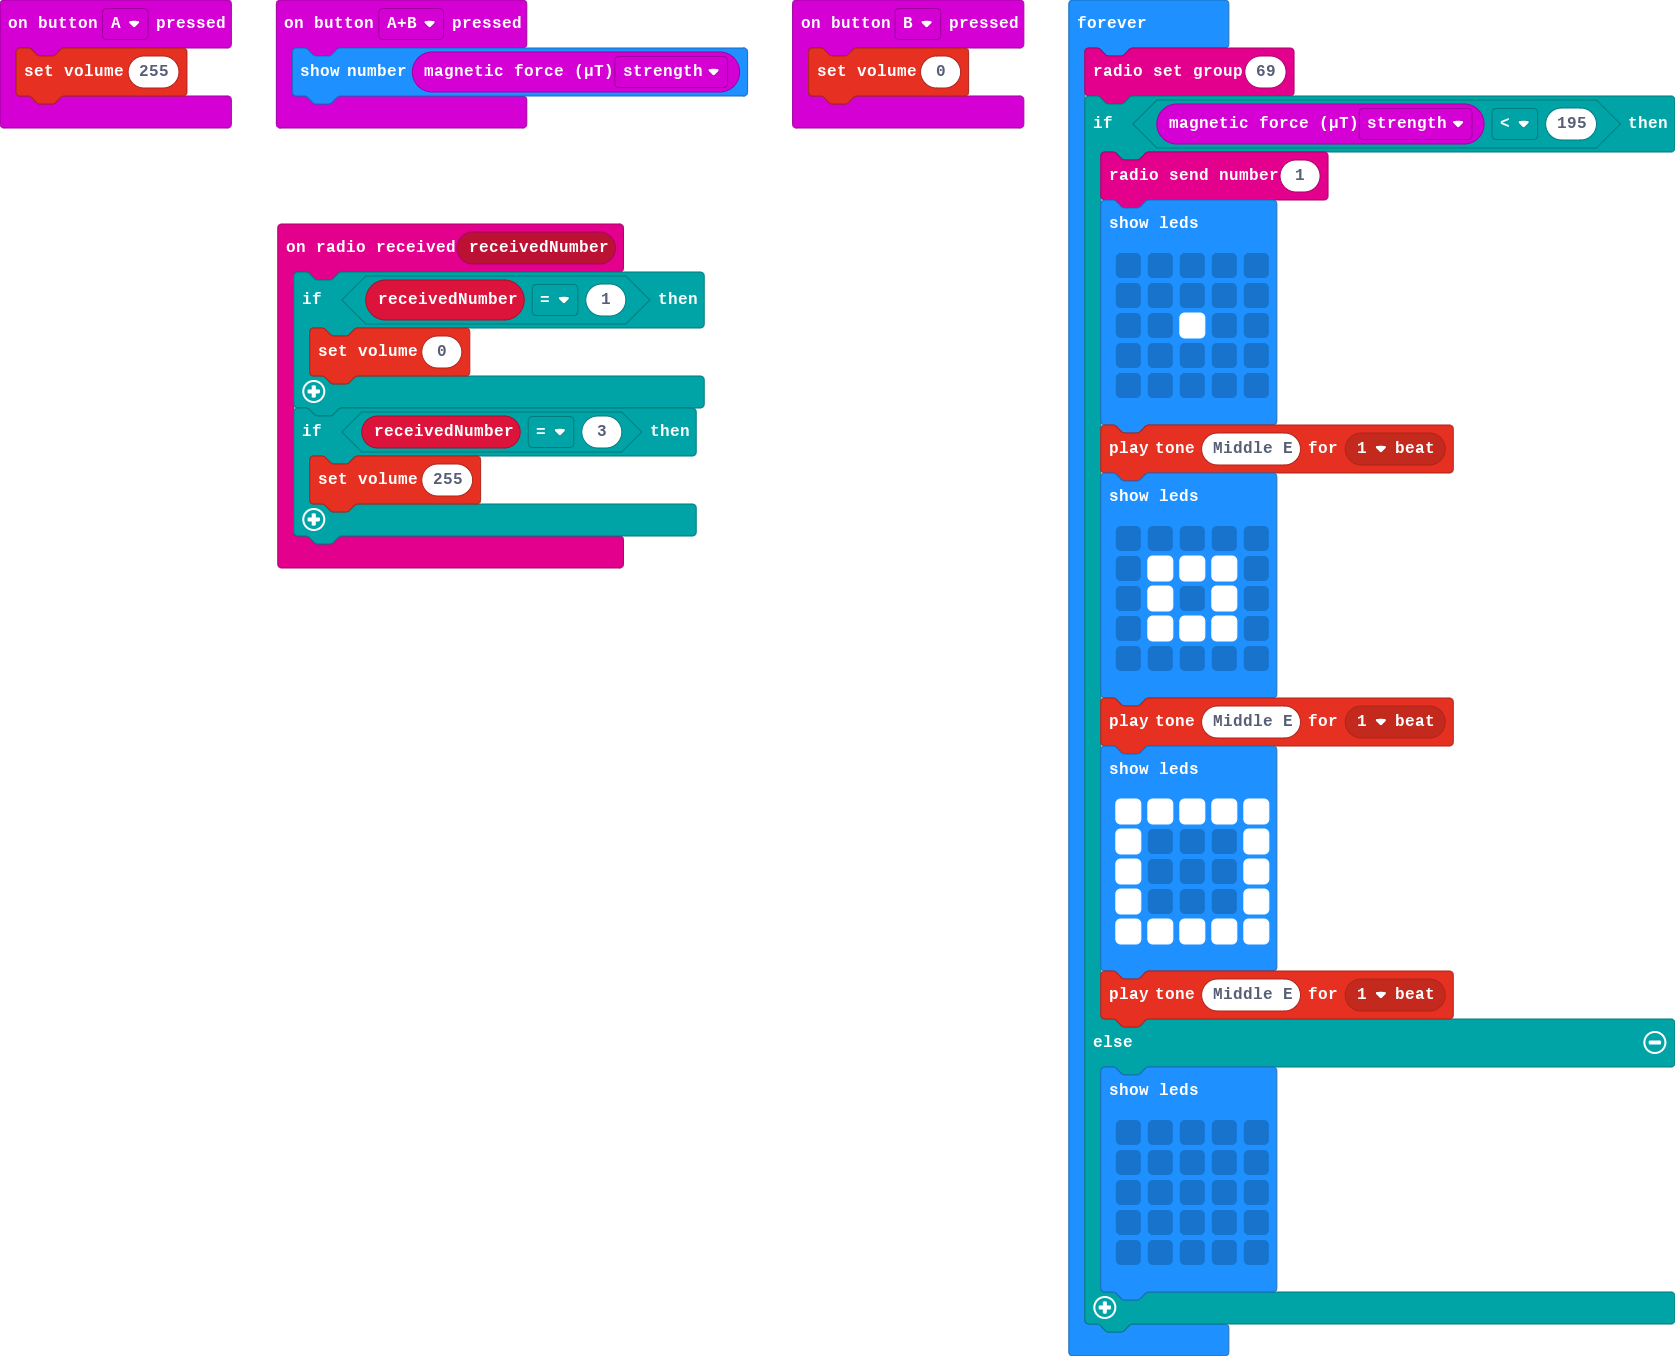 on button A pressed
set volume 255
on button A+B pressed
show number magnetic force (μT) strength
on button B pressed
set volume 0
on radio received receivedNumber
if receivedNumber = 1 then
set volume 0
if receivedNumber = 3 then
set volume 255
forever
radio set group 69
if magnetic force (μT) strength < 195 then
radio send number 1
show leds
play tone Middle E for 1 beat
show leds
play tone Middle E for 1 beat
show leds
play tone Middle E for 1 beat
else
show leds